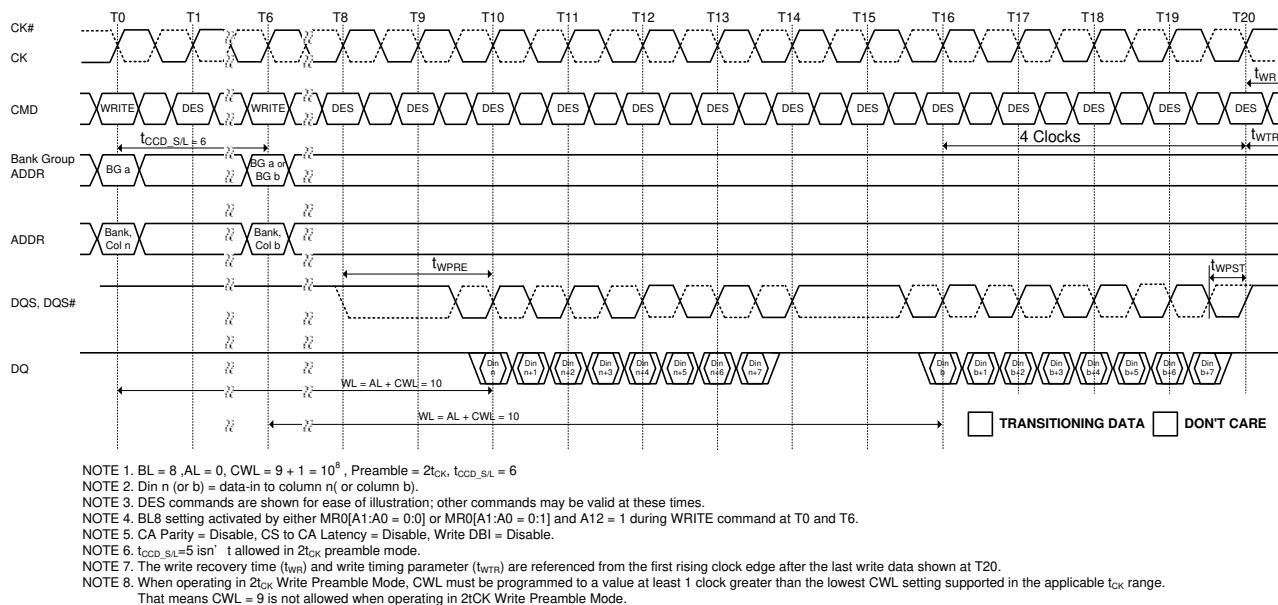 T0 T1 T6 T8 T9 T10 T11 T12 T13 T14 T15 T16 T17 T18 T19 T20
CK#
CK
tWR
CMD WRITE DES WRITE DES DES DES DES DES DES DES DES DES DES DES DES DES
tCCD_S/L = 6
4 Clocks
tWTR
Bank Group
ADDR
BG a
BG a or
BG b
ADDR
Bank,
Col n
Bank,
Col b
tWPRE
tWPST
DQS, DQS#
DQ
Din n
Din n+1
Din n+2
Din n+3
Din n+4
Din n+5
Din n+6
Din n+7
Din b
Din b+1
Din b+2
Din b+3
Din b+4
Din b+5
Din b+6
Din b+7
WL = AL + CWL = 10
WL = AL + CWL = 10
TRANSITIONING DATA
DON'T CARE
NOTE 1. BL = 8 ,AL = 0, CWL = 9 + 1 = 10⁸ , Preamble = 2tCK, tCCD_S/L = 6
NOTE 2. Din n (or b) = data-in to column n( or column b).
NOTE 3. DES commands are shown for ease of illustration; other commands may be valid at these times.
NOTE 4. BL8 setting activated by either MR0[A1:A0 = 0:0] or MR0[A1:A0 = 0:1] and A12 = 1 during WRITE command at T0 and T6.
NOTE 5. CA Parity = Disable, CS to CA Latency = Disable, Write DBI = Disable.
NOTE 6. tCCD_S/L=5 isn' t allowed in 2tCK preamble mode.
NOTE 7. The write recovery time (tWR) and write timing parameter (tWTR) are referenced from the first rising clock edge after the last write data shown at T20.
NOTE 8. When operating in 2tCK Write Preamble Mode, CWL must be programmed to a value at least 1 clock greater than the lowest CWL setting supported in the applicable tCK range.
That means CWL = 9 is not allowed when operating in 2tCK Write Preamble Mode.